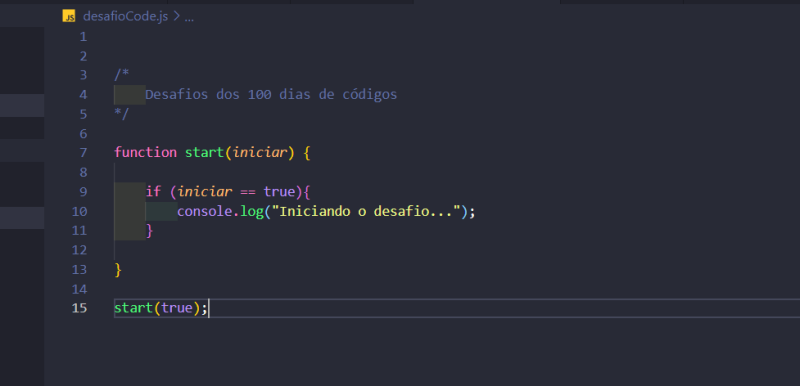 JS desafioCode.js > ...
1
2
3 /*
4 Desafios dos 100 dias de códigos
5 */
6
7 function start(iniciar) {
8
9 if (iniciar == true){
10 console.log("Iniciando o desafio...");
11 }
12
13 }
14
15 start(true);